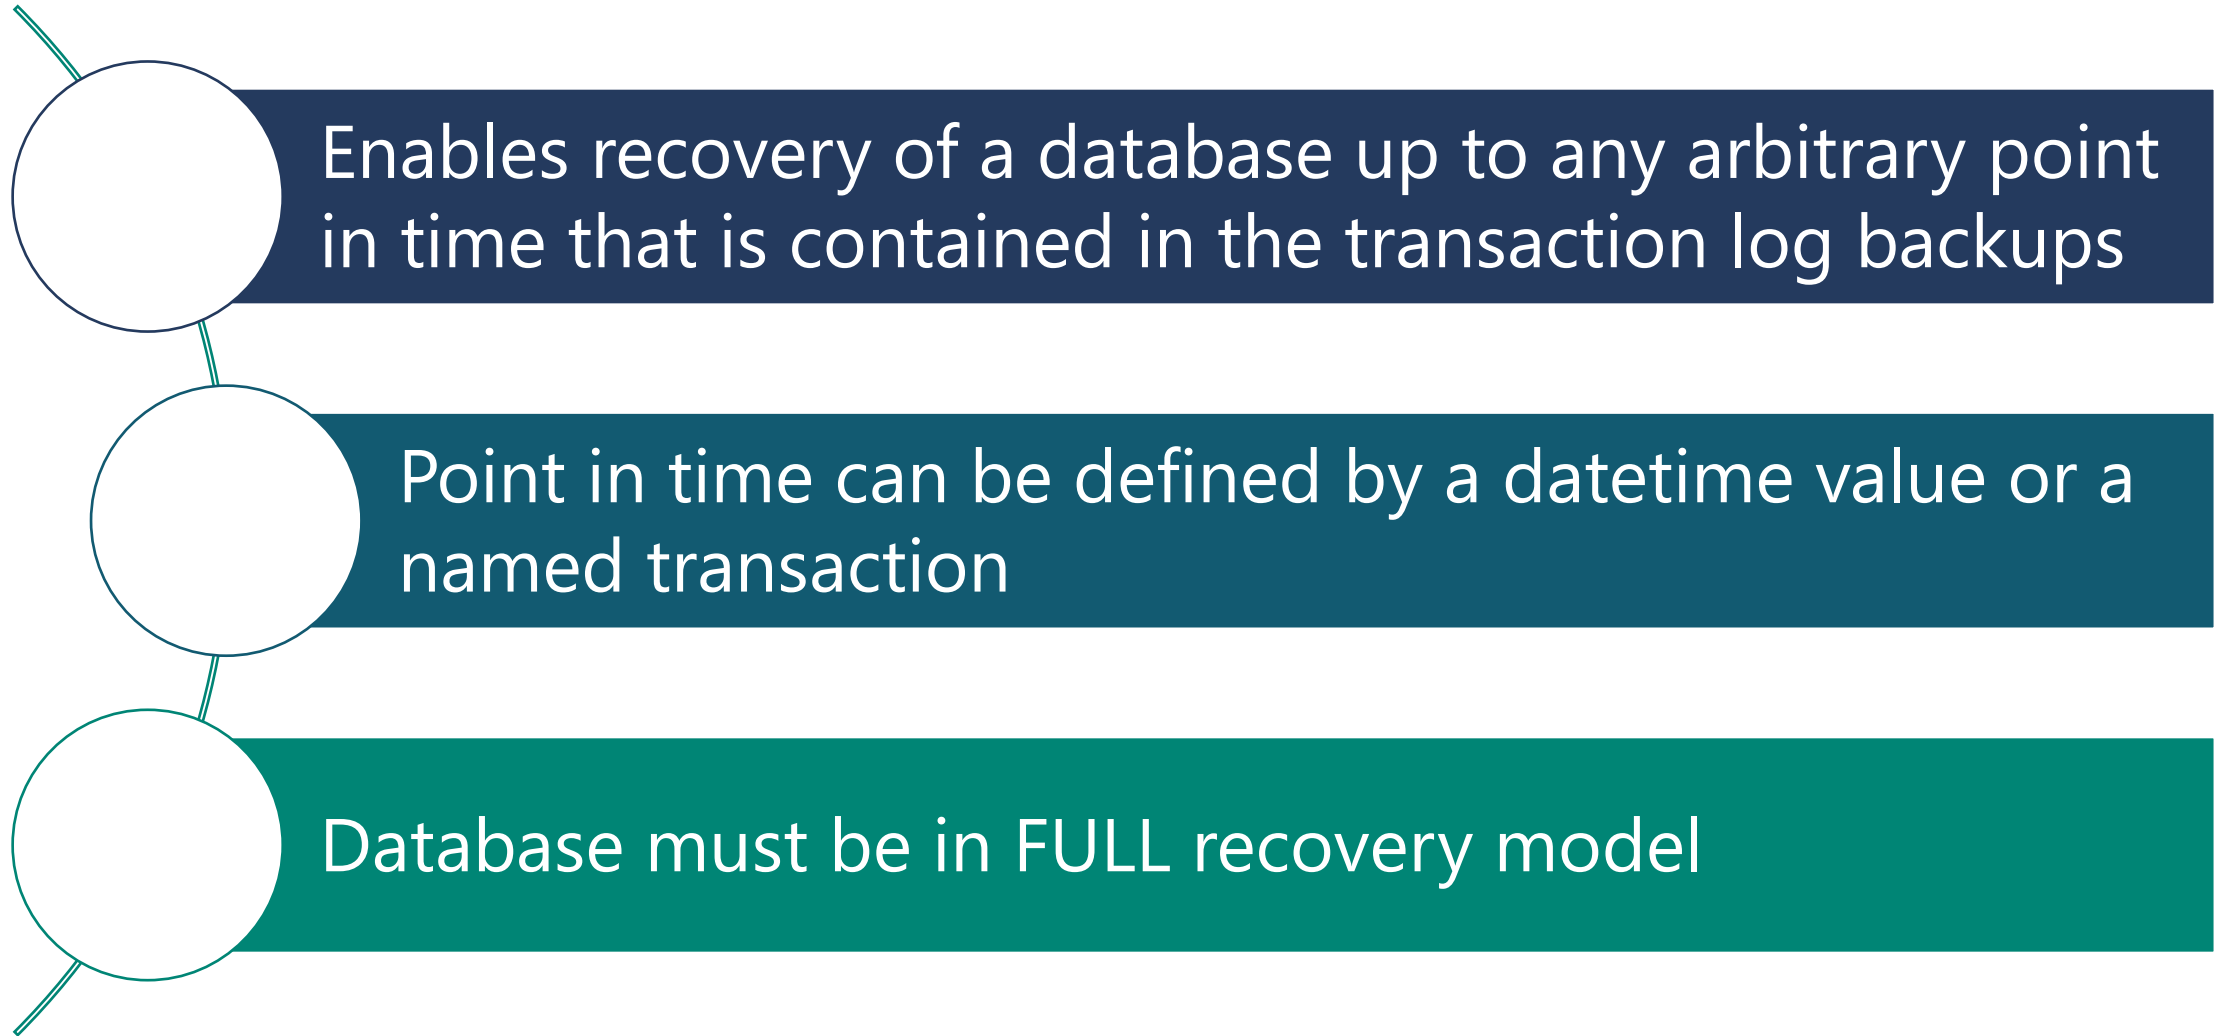 Enables recovery of a database up to any arbitrary point
in time that is contained in the transaction log backups
Point in time can be defined by a datetime value or a
named transaction
Database must be in FULL recovery model